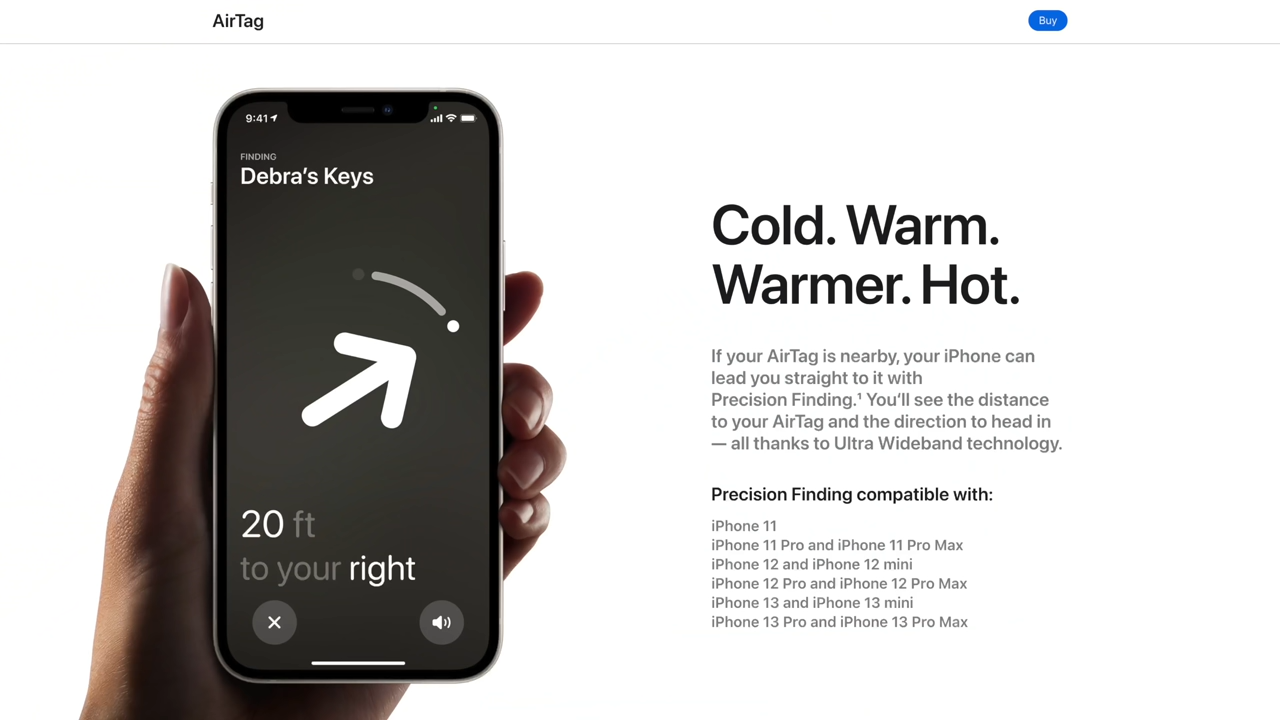 AirTag
Buy
9:41
FINDING
Debra’s Keys
20 ft
to your right
Cold. Warm.
Warmer. Hot.
If your AirTag is nearby, your iPhone can
lead you straight to it with
Precision Finding.¹ You’ll see the distance
to your AirTag and the direction to head in
— all thanks to Ultra Wideband technology.
Precision Finding compatible with:
iPhone 11
iPhone 11 Pro and iPhone 11 Pro Max
iPhone 12 and iPhone 12 mini
iPhone 12 Pro and iPhone 12 Pro Max
iPhone 13 and iPhone 13 mini
iPhone 13 Pro and iPhone 13 Pro Max